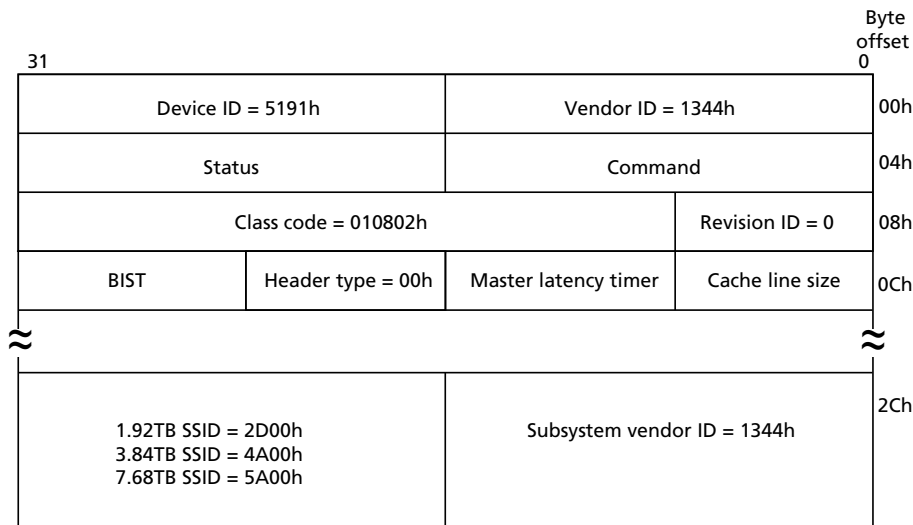 Byte
offset
31 0
Device ID = 5191h Vendor ID = 1344h 00h
Status Command 04h
Class code = 010802h Revision ID = 0 08h
BIST Header type = 00h Master latency timer Cache line size 0Ch
≈ ≈
2Ch
1.92TB SSID = 2D00h Subsystem vendor ID = 1344h
3.84TB SSID = 4A00h
7.68TB SSID = 5A00h